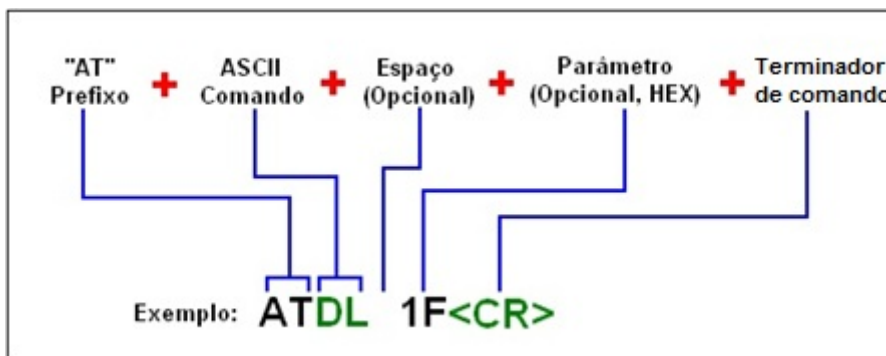 "AT" + ASCII + Espaço + Parâmetro + Terminador
Prefixo Comando (Opcional) (Opcional, HEX) de comando
Exemplo: ATDL 1F<CR>